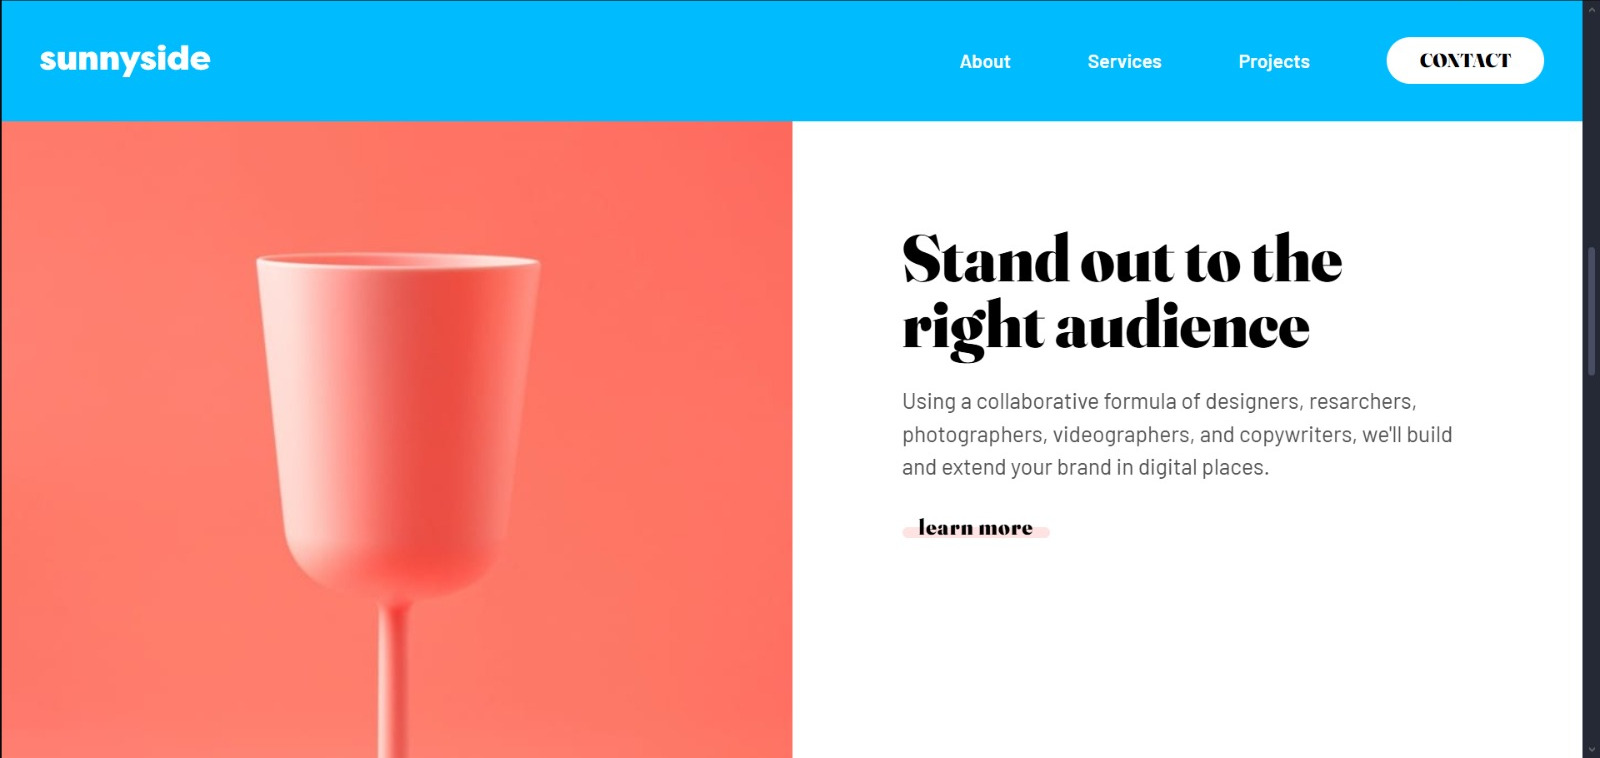 sunnyside
About
Services
Projects
CONTACT
Stand out to the
right audience
Using a collaborative formula of designers, resarchers,
photographers, videographers, and copywriters, we'll build
and extend your brand in digital places.
learn more